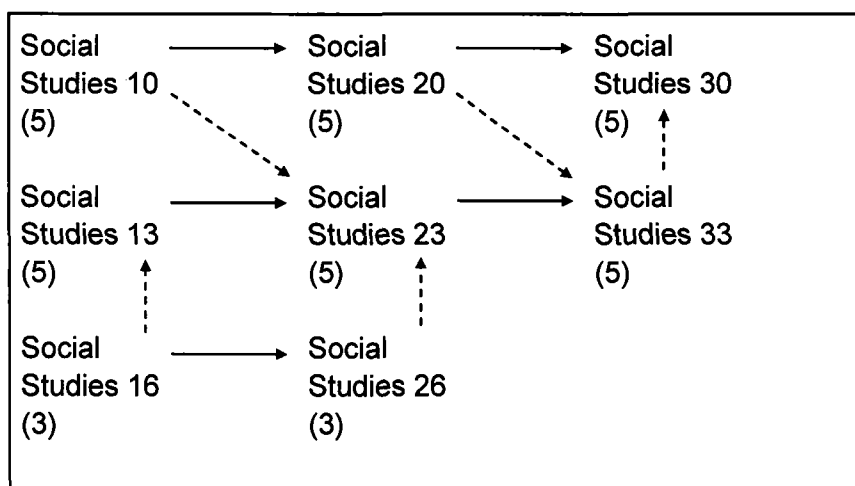 Social
Studies 10
(5)
Social
Studies 20
(5)
Social
Studies 30
(5)
Social
Studies 13
(5)
Social
Studies 23
(5)
Social
Studies 33
(5)
Social
Studies 16
(3)
Social
Studies 26
(3)